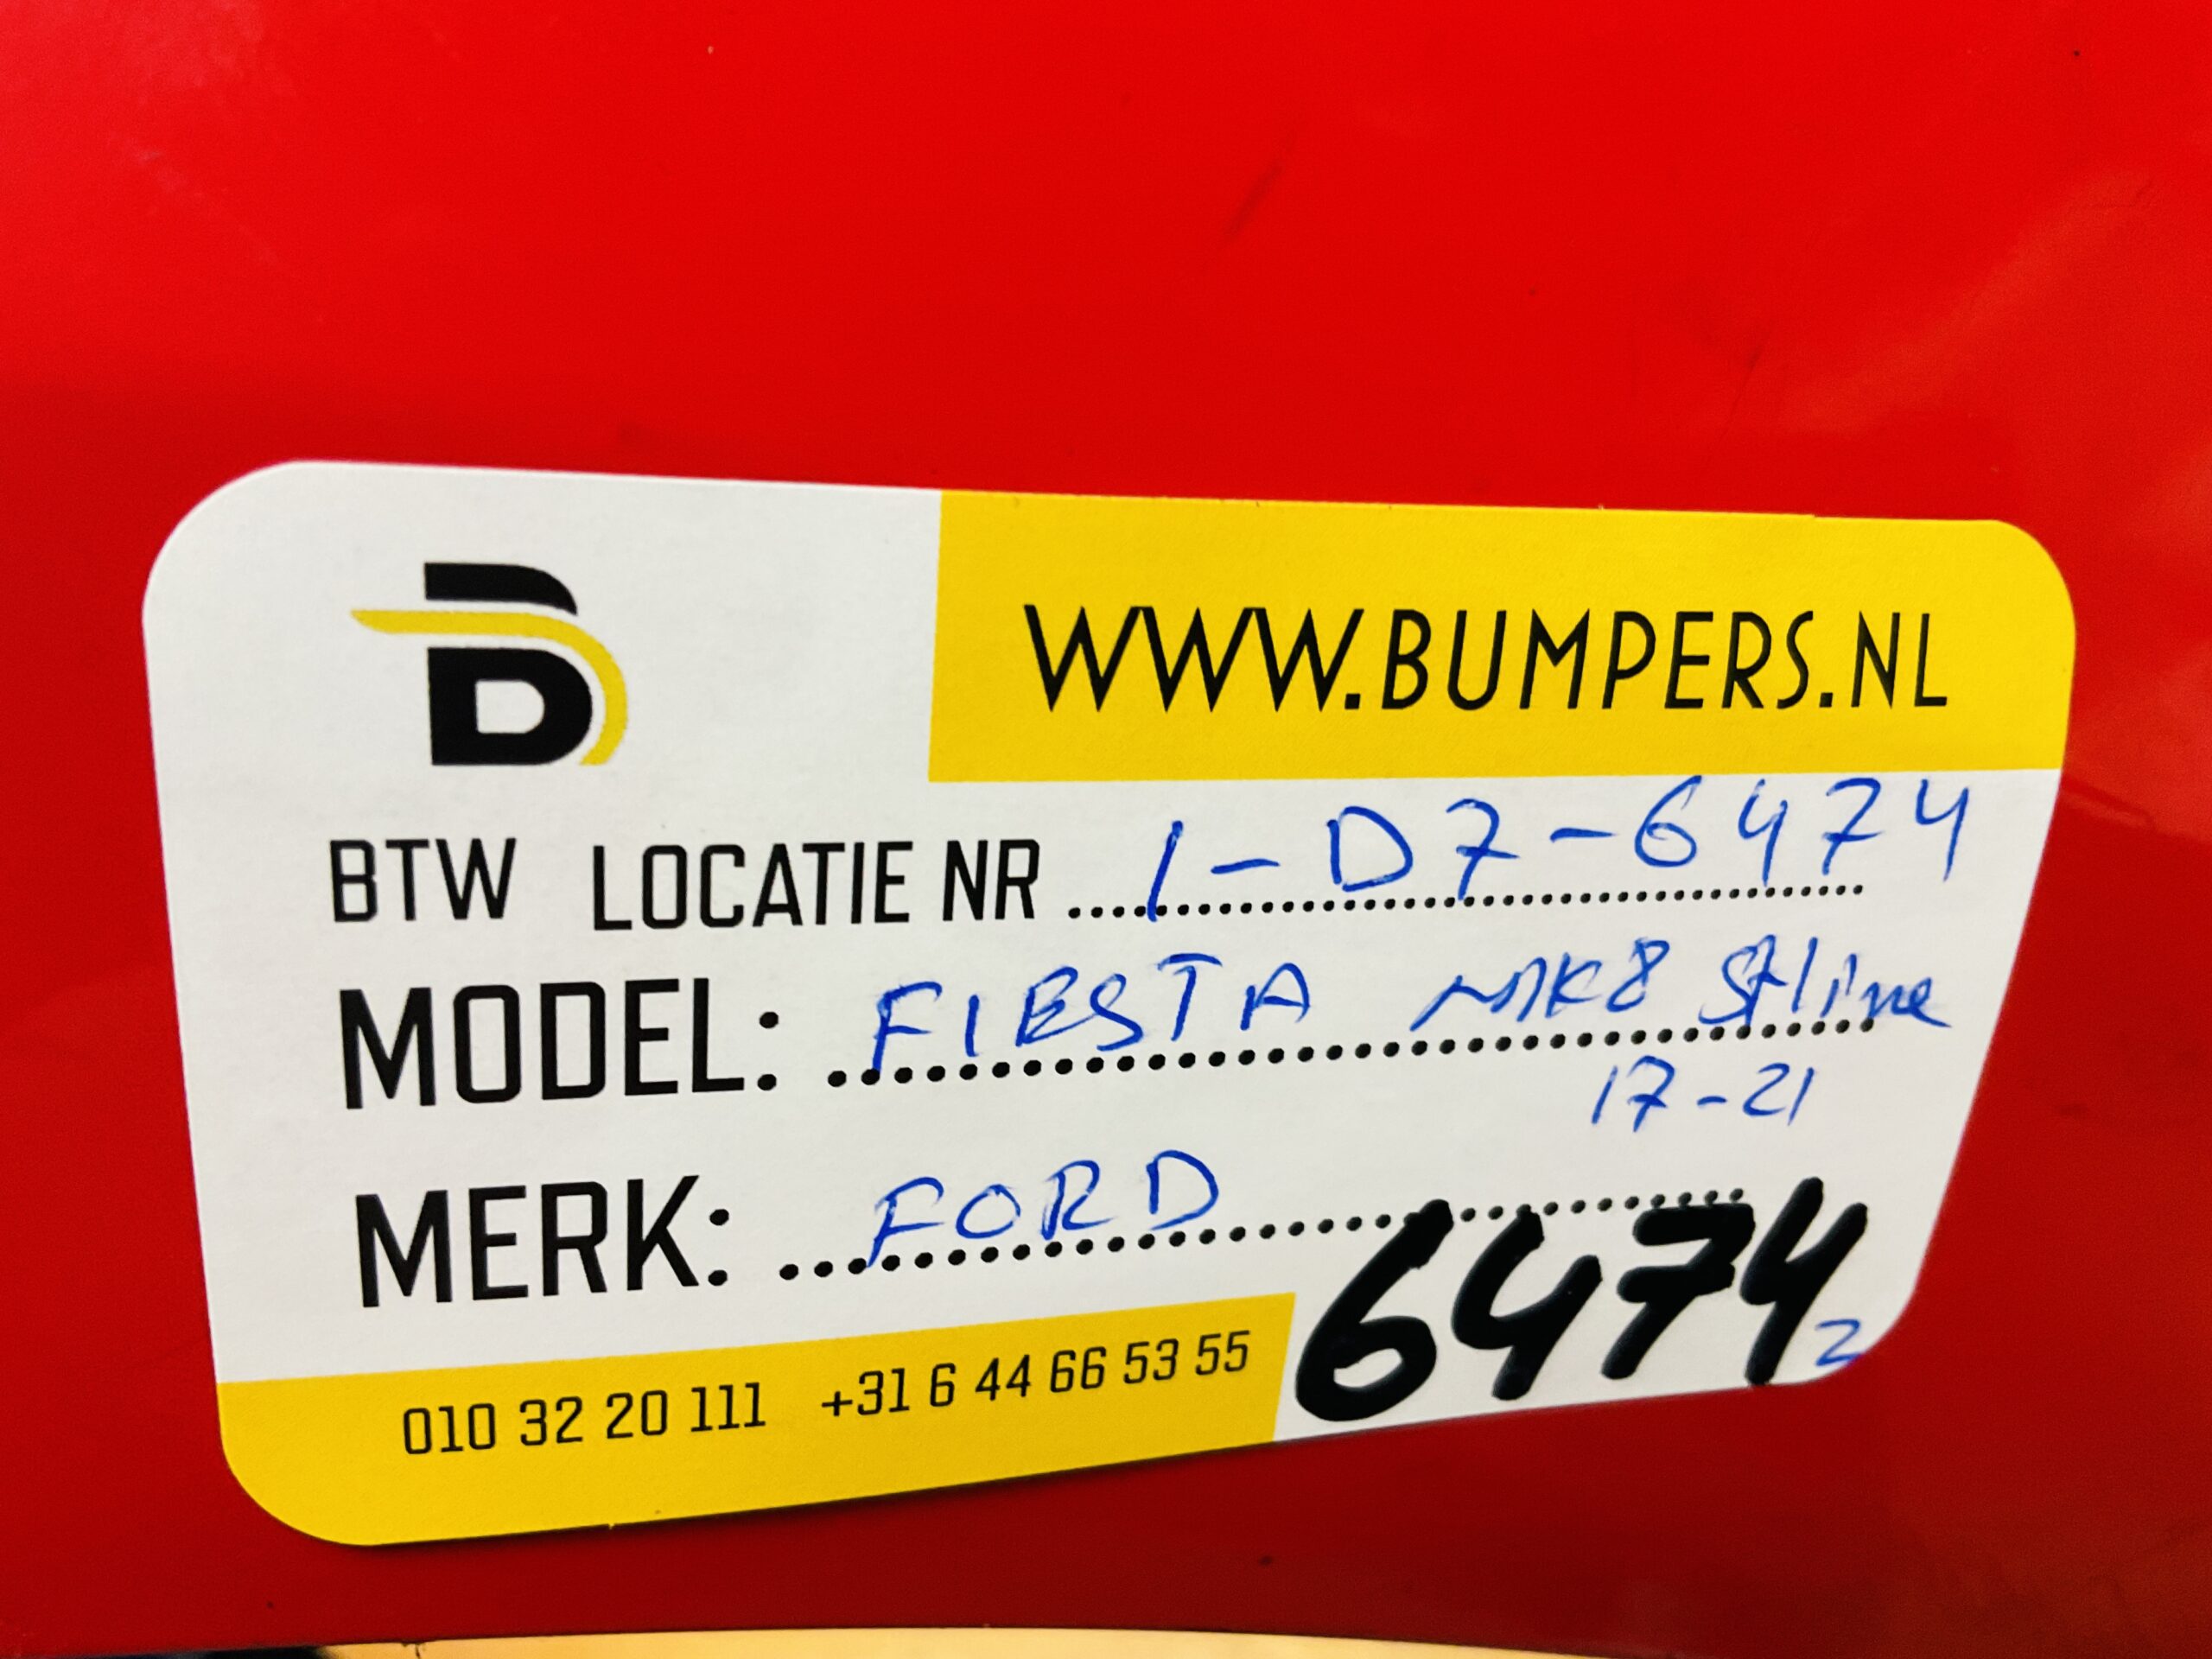 B
WWW.BUMPERS.NL
BTW LOCATIE NR 1-D7-6474
MODEL: FIESTA MK8 St line
17-21
MERK: FORD
6474
2
010 32 20 111 +31 6 44 66 53 55